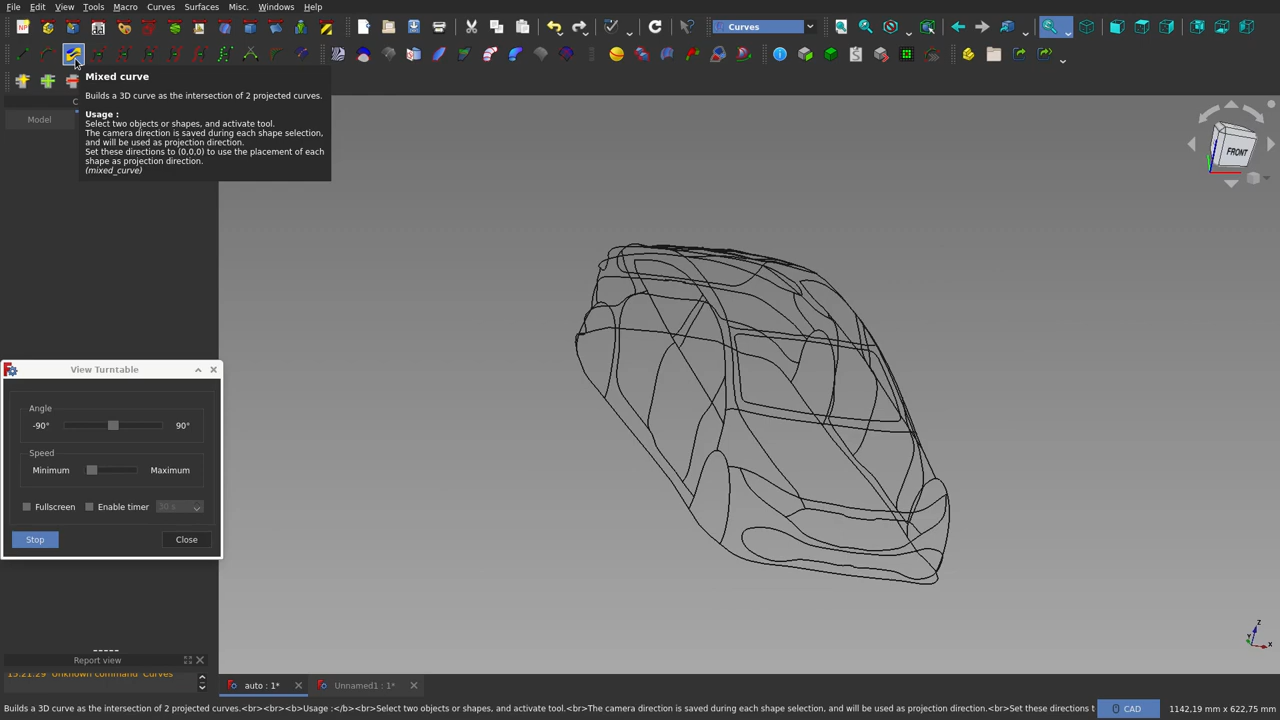 File Edit View Tools Macro Curves Surfaces Misc. Windows Help
Curves
Mixed curve
Builds a 3D curve as the intersection of 2 projected curves.
Usage :
Select two objects or shapes, and activate tool.
The camera direction is saved during each shape selection,
and will be used as projection direction.
Set these directions to (0,0,0) to use the placement of each
shape as projection direction.
(mixed_curve)
C
Model
FRONT
View Turntable
Angle
-90° 90°
Speed
Minimum Maximum
Fullscreen Enable timer 30 s
Stop Close
Report view
15:21:29 Unknown command 'Curves'
auto : 1* Unnamed1 : 1*
Builds a 3D curve as the intersection of 2 projected curves.<br><br><b>Usage :</b><br>Select two objects or shapes, and activate tool.<br>The camera direction is saved during each shape selection,<br>and will be used as projection direction.<br>Set these directions t CAD 1142,19 mm x 622,75 mm